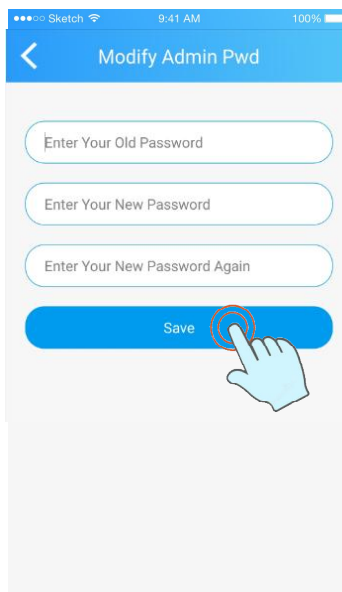 ●●●○○ Sketch 9:41 AM 100%
Modify Admin Pwd
Enter Your Old Password
Enter Your New Password
Enter Your New Password Again
Save